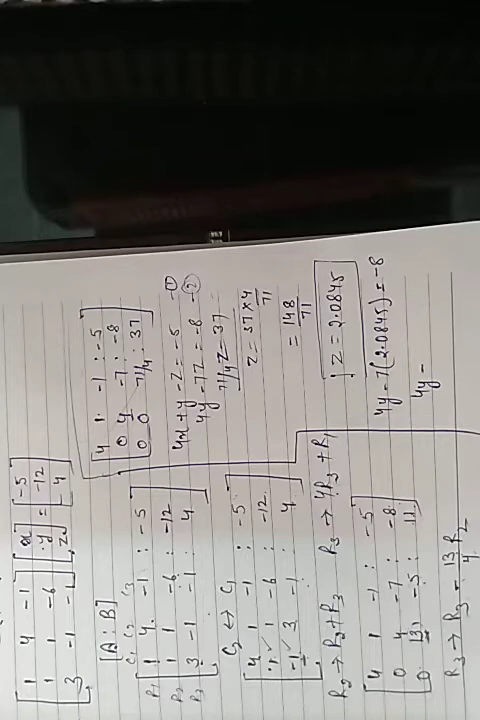 [1 4 -1] [x] [-5]
[1 1 -6] [y] = [-12]
[3 -1 -1] [z] [4]
[A : B]
C1 C2 C3
R1 [1 4 -1 : -5]
R2 [1 1 -6 : -12]
R3 [3 -1 -1 : 4]
C2 ↔ C1
[4 1 -1 : -5]
[1 1 -6 : -12]
[-1 3 -1 : 4]
R2 → R2 + R3 R3 → 4R3 + R1
[4 1 -1 : -5]
[0 4 -7 : -8]
[0 13 -5 : 11]
R3 → R3 - 13/4 R2
[4 1 -1 : -5]
[0 4 -7 : -8]
[0 0 71/4 : 37]
4x + y - z = -5 - ①
4y - 7z = -8 - ②
71/4 z = 37
z = 37 × 4 / 71
= 148 / 71
z = 2.0845
4y - 7(2.0845) = -8
4y =